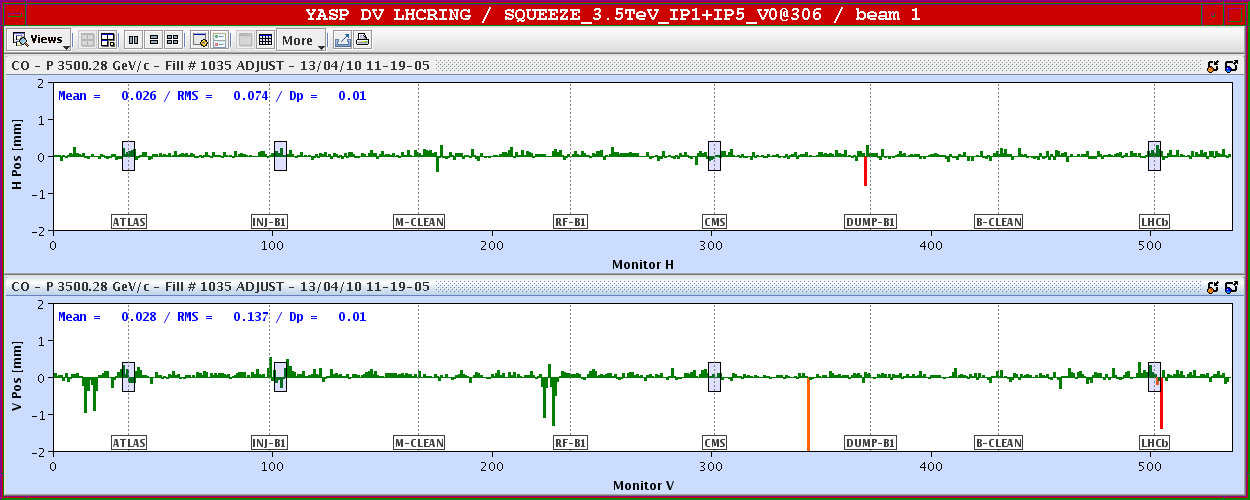 YASP DV LHCRING / SQUEEZE_3.5TeV_IP1+IP5_V0@306 / beam 1
Views More
CO - P 3500.28 GeV/c - Fill # 1035 ADJUST - 13/04/10 11-19-05
Mean = 0.026 / RMS = 0.074 / Dp = 0.01
H Pos [mm]
2
1
0
-1
-2
ATLAS INJ-B1 M-CLEAN RF-B1 CMS DUMP-B1 B-CLEAN LHCb
0 100 200 300 400 500
Monitor H
CO - P 3500.28 GeV/c - Fill # 1035 ADJUST - 13/04/10 11-19-05
Mean = 0.028 / RMS = 0.137 / Dp = 0.01
V Pos [mm]
2
1
0
-1
-2
ATLAS INJ-B1 M-CLEAN RF-B1 CMS DUMP-B1 B-CLEAN LHCb
0 100 200 300 400 500
Monitor V